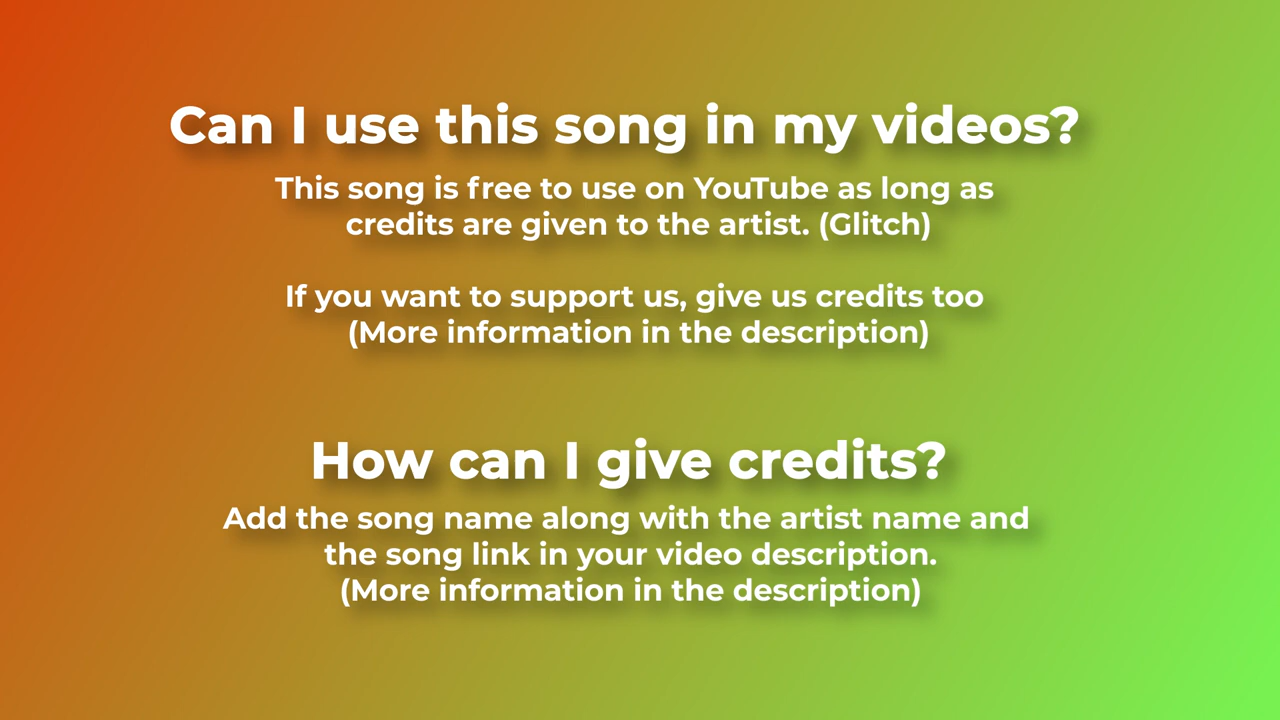 Can I use this song in my videos?
This song is free to use on YouTube as long as
credits are given to the artist. (Glitch)
If you want to support us, give us credits too
(More information in the description)
How can I give credits?
Add the song name along with the artist name and
the song link in your video description.
(More information in the description)